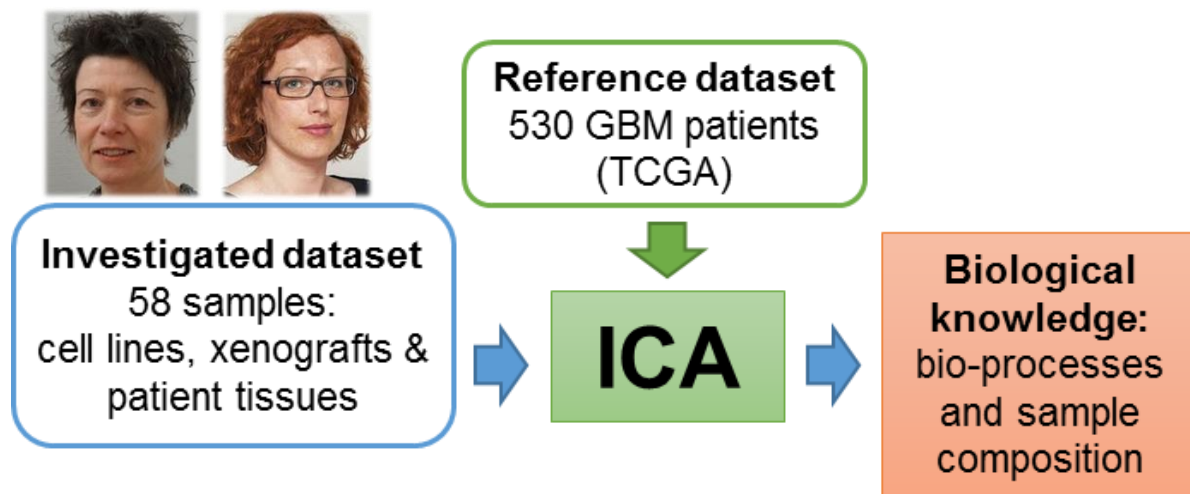 Reference dataset
530 GBM patients
(TCGA)
Investigated dataset
58 samples:
cell lines, xenografts &
patient tissues
ICA
Biological
knowledge:
bio-processes
and sample
composition